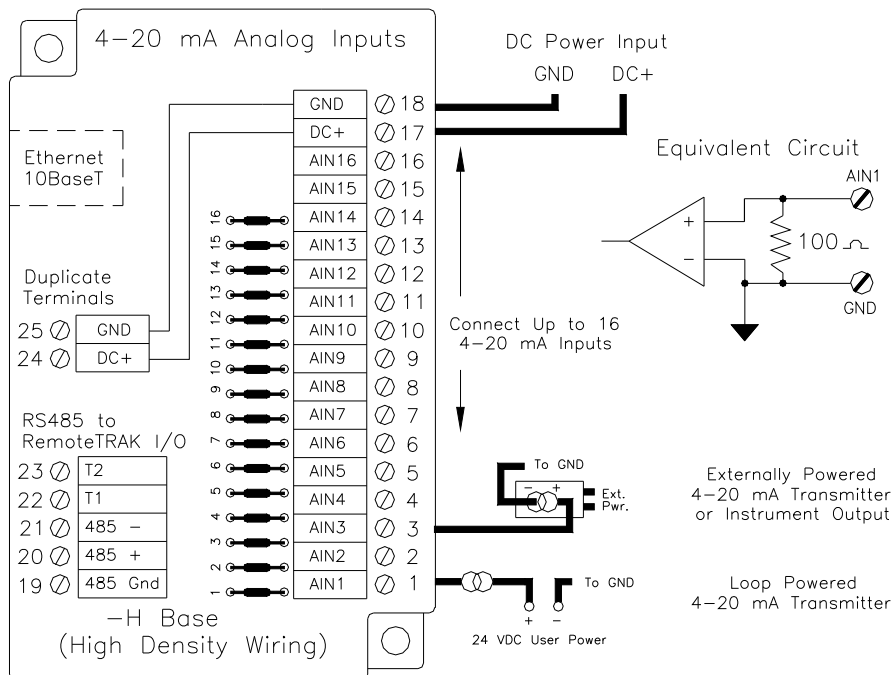 4-20 mA Analog Inputs
DC Power Input
GND DC+
GND 18
DC+ 17
AIN16 16
AIN15 15
16 AIN14 14
15 AIN13 13
14 AIN12 12
13 AIN11 11
12 AIN10 10
11 AIN9 9
10 AIN8 8
9 AIN7 7
8 AIN6 6
7 AIN5 5
6 AIN4 4
5 AIN3 3
4 AIN2 2
3 AIN1 1
2
1
Ethernet
10BaseT
Duplicate
Terminals
25 GND
24 DC+
RS485 to
RemoteTRAK I/O
23 T2
22 T1
21 485 -
20 485 +
19 485 Gnd
-H Base
(High Density Wiring)
Connect Up to 16
4-20 mA Inputs
Equivalent Circuit
AIN1
+
-
100 Ω
GND
To GND
- +
Ext.
Pwr.
Externally Powered
4-20 mA Transmitter
or Instrument Output
To GND
+ -
24 VDC User Power
Loop Powered
4-20 mA Transmitter